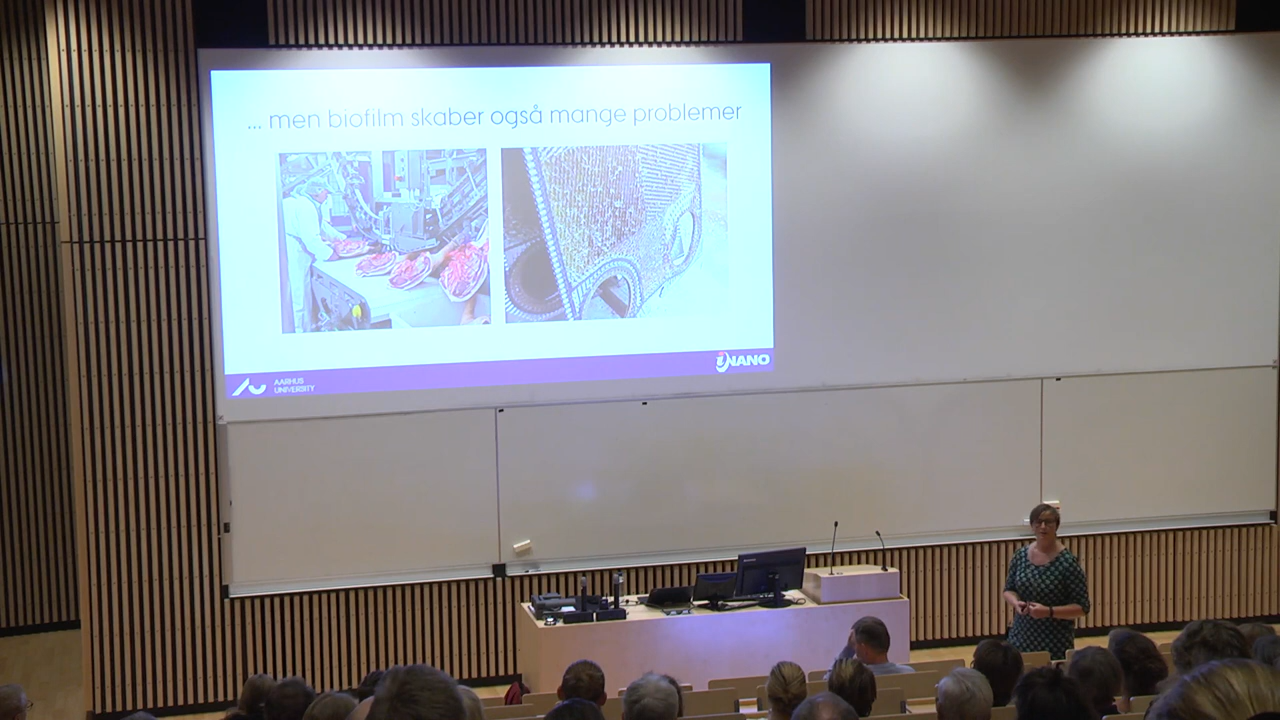 ... men biofilm skaber også mange problemer
AARHUS
UNIVERSITY
iNANO